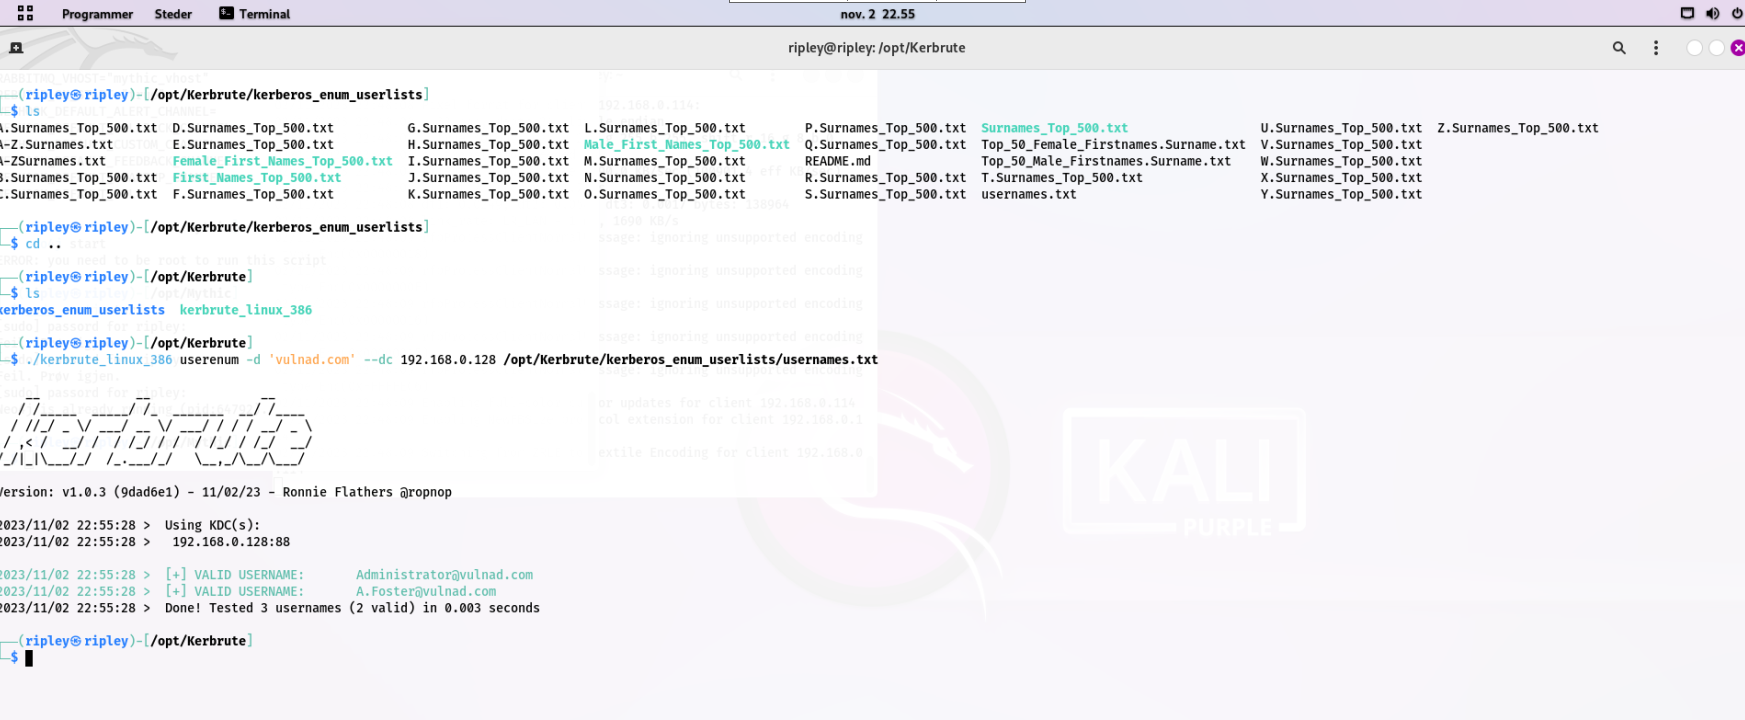 Programmer Steder Terminal nov. 2 22.55
ripley@ripley: /opt/Kerbrute
(ripley㉿ripley)-[/opt/Kerbrute/kerberos_enum_userlists]
$ ls
A.Surnames_Top_500.txt D.Surnames_Top_500.txt G.Surnames_Top_500.txt L.Surnames_Top_500.txt P.Surnames_Top_500.txt Surnames_Top_500.txt U.Surnames_Top_500.txt Z.Surnames_Top_500.txt
A-Z.Surnames.txt E.Surnames_Top_500.txt H.Surnames_Top_500.txt Male_First_Names_Top_500.txt Q.Surnames_Top_500.txt Top_50_Female_Firstnames.Surname.txt V.Surnames_Top_500.txt
A-ZSurnames.txt Female_First_Names_Top_500.txt I.Surnames_Top_500.txt M.Surnames_Top_500.txt README.md Top_50_Male_Firstnames.Surname.txt W.Surnames_Top_500.txt
B.Surnames_Top_500.txt First_Names_Top_500.txt J.Surnames_Top_500.txt N.Surnames_Top_500.txt R.Surnames_Top_500.txt T.Surnames_Top_500.txt X.Surnames_Top_500.txt
C.Surnames_Top_500.txt F.Surnames_Top_500.txt K.Surnames_Top_500.txt O.Surnames_Top_500.txt S.Surnames_Top_500.txt usernames.txt Y.Surnames_Top_500.txt
(ripley㉿ripley)-[/opt/Kerbrute/kerberos_enum_userlists]
$ cd ..
(ripley㉿ripley)-[/opt/Kerbrute]
$ ls
kerberos_enum_userlists kerbrute_linux_386
(ripley㉿ripley)-[/opt/Kerbrute]
$ ./kerbrute_linux_386 userenum -d 'vulnad.com' --dc 192.168.0.128 /opt/Kerbrute/kerberos_enum_userlists/usernames.txt
KALI
PURPLE
Version: v1.0.3 (9dad6e1) - 11/02/23 - Ronnie Flathers @ropnop
2023/11/02 22:55:28 > Using KDC(s):
2023/11/02 22:55:28 > 192.168.0.128:88
2023/11/02 22:55:28 > [+] VALID USERNAME: Administrator@vulnad.com
2023/11/02 22:55:28 > [+] VALID USERNAME: A.Foster@vulnad.com
2023/11/02 22:55:28 > Done! Tested 3 usernames (2 valid) in 0.003 seconds
(ripley㉿ripley)-[/opt/Kerbrute]
$